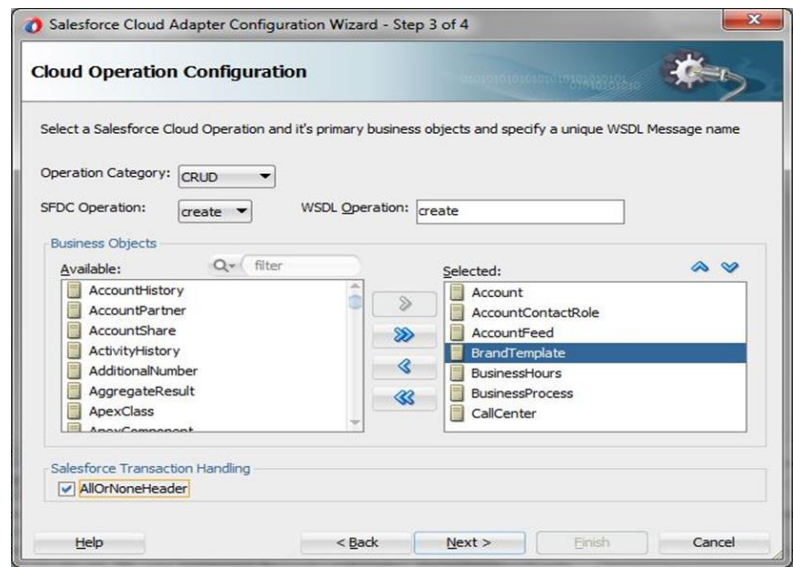 Salesforce Cloud Adapter Configuration Wizard - Step 3 of 4
Cloud Operation Configuration
Select a Salesforce Cloud Operation and it's primary business objects and specify a unique WSDL Message name
Operation Category: CRUD
SFDC Operation: create WSDL Operation: create
Business Objects
Available: filter
AccountHistory
AccountPartner
AccountShare
ActivityHistory
AdditionalNumber
AggregateResult
ApexClass
ApexComponent
Selected:
Account
AccountContactRole
AccountFeed
BrandTemplate
BusinessHours
BusinessProcess
CallCenter
Salesforce Transaction Handling
AllOrNoneHeader
Help < Back Next > Finish Cancel